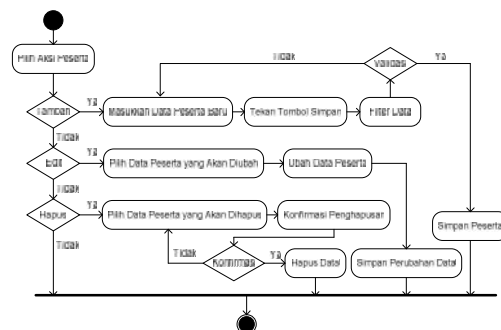 Pilih Aksi Peserta
Tambah
Ya
Masukkan Data Peserta Baru
Tekan Tombol Simpan
Filter Data
Validasi
Tidak
Ya
Simpan Peserta
Tidak
Edit
Ya
Pilih Data Peserta yang Akan Diubah
Ubah Data Peserta
Simpan Perubahan Data
Tidak
Hapus
Ya
Pilih Data Peserta yang Akan Dihapus
Konfirmasi Penghapusan
Konfirmasi
Tidak
Ya
Hapus Data
Tidak